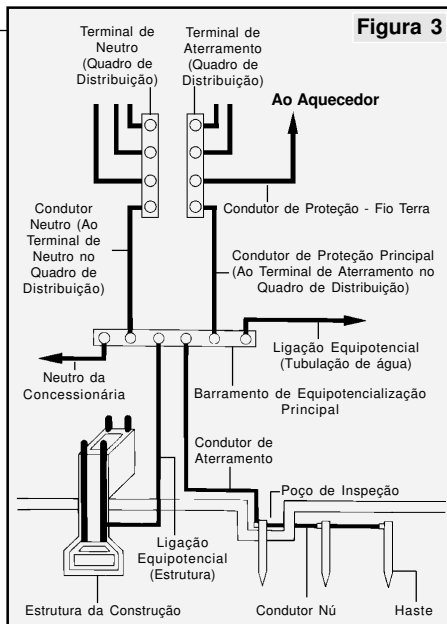 Figura 3
Terminal de
Neutro
(Quadro de
Distribuição)
Terminal de
Aterramento
(Quadro de
Distribuição)
Ao Aquecedor
Condutor
Neutro (Ao
Terminal de
Neutro no
Quadro de
Distribuição)
Condutor de Proteção - Fio Terra
Condutor de Proteção Principal
(Ao Terminal de Aterramento no
Quadro de Distribuição)
Neutro da
Concessionária
Ligação Equipotencial
(Tubulação de água)
Barramento de Equipotencialização
Principal
Condutor de
Aterramento
Poço de Inspeção
Ligação
Equipotencial
(Estrutura)
Estrutura da Construção
Condutor Nú
Haste